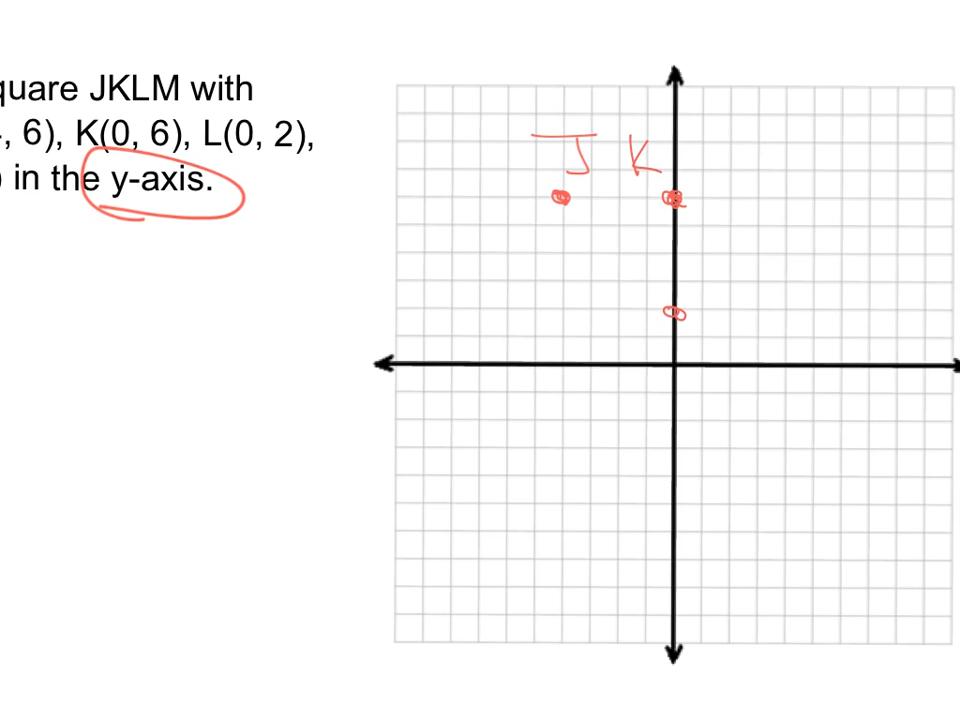 quare JKLM with
, 6), K(0, 6), L(0, 2),
) in the y-axis.
J K